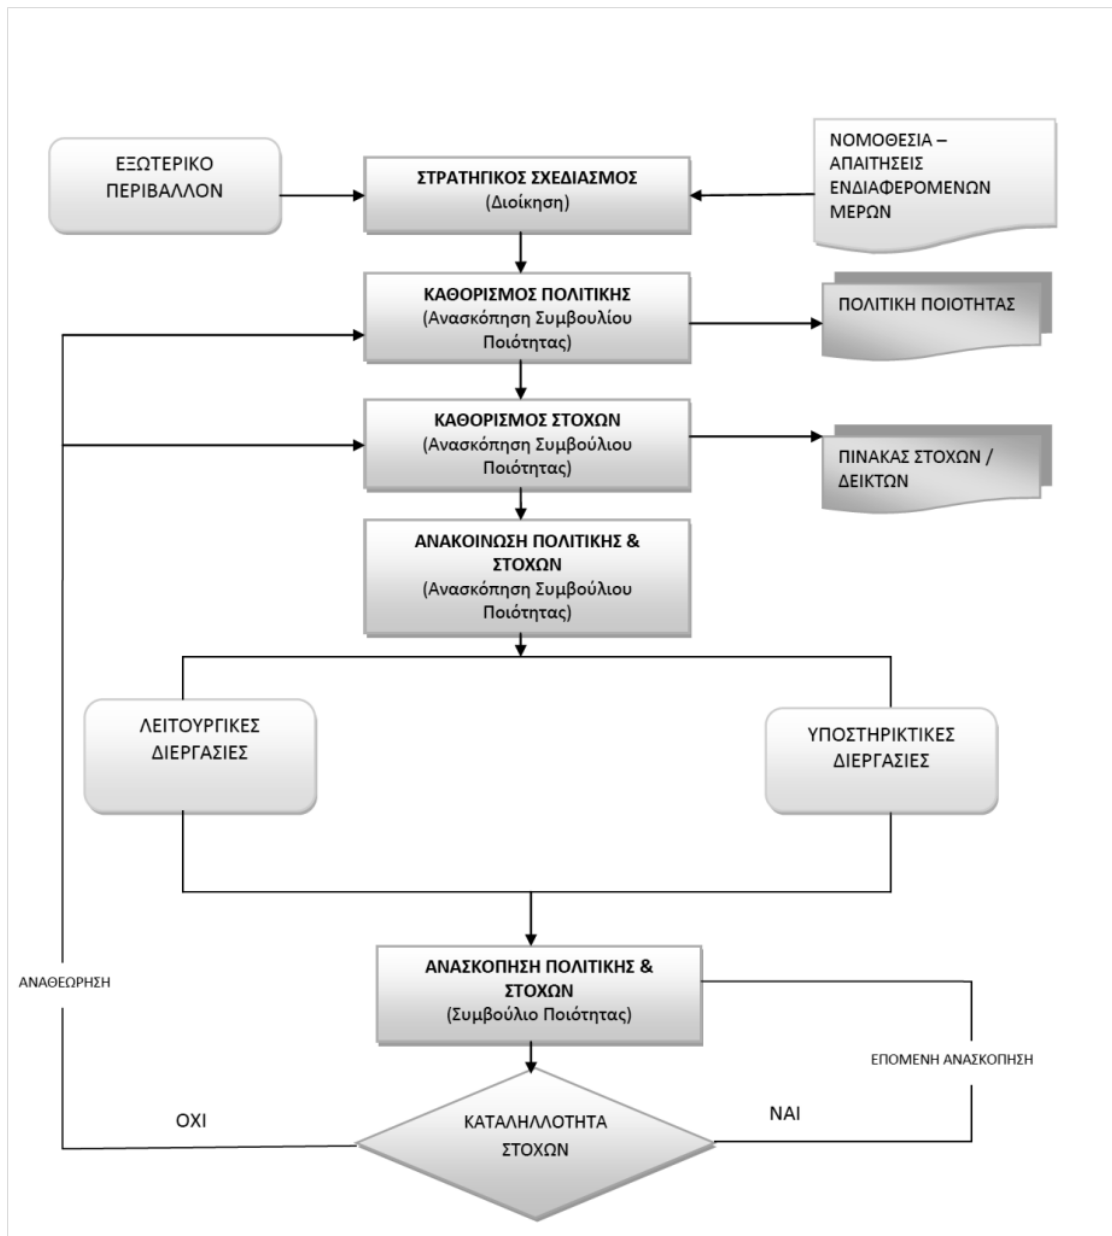 ΕΞΩΤΕΡΙΚΟ
ΠΕΡΙΒΑΛΛΟΝ
ΣΤΡΑΤΗΓΙΚΟΣ ΣΧΕΔΙΑΣΜΟΣ
(Διοίκηση)
ΝΟΜΟΘΕΣΙΑ –
ΑΠΑΙΤΗΣΕΙΣ
ΕΝΔΙΑΦΕΡΟΜΕΝΩΝ
ΜΕΡΩΝ
ΚΑΘΟΡΙΣΜΟΣ ΠΟΛΙΤΙΚΗΣ
(Ανασκόπηση Συμβουλίου
Ποιότητας)
ΠΟΛΙΤΙΚΗ ΠΟΙΟΤΗΤΑΣ
ΚΑΘΟΡΙΣΜΟΣ ΣΤΟΧΩΝ
(Ανασκόπηση Συμβούλιου
Ποιότητας)
ΠΙΝΑΚΑΣ ΣΤΟΧΩΝ /
ΔΕΙΚΤΩΝ
ΑΝΑΚΟΙΝΩΣΗ ΠΟΛΙΤΙΚΗΣ &
ΣΤΟΧΩΝ
(Ανασκόπηση Συμβούλιου
Ποιότητας)
ΛΕΙΤΟΥΡΓΙΚΕΣ
ΔΙΕΡΓΑΣΙΕΣ
ΥΠΟΣΤΗΡΙΚΤΙΚΕΣ
ΔΙΕΡΓΑΣΙΕΣ
ΑΝΑΘΕΩΡΗΣΗ
ΑΝΑΣΚΟΠΗΣΗ ΠΟΛΙΤΙΚΗΣ &
ΣΤΟΧΩΝ
(Συμβούλιο Ποιότητας)
ΕΠΟΜΕΝΗ ΑΝΑΣΚΟΠΗΣΗ
ΟΧΙ
ΚΑΤΑΛΗΛΛΟΤΗΤΑ
ΣΤΟΧΩΝ
ΝΑΙ